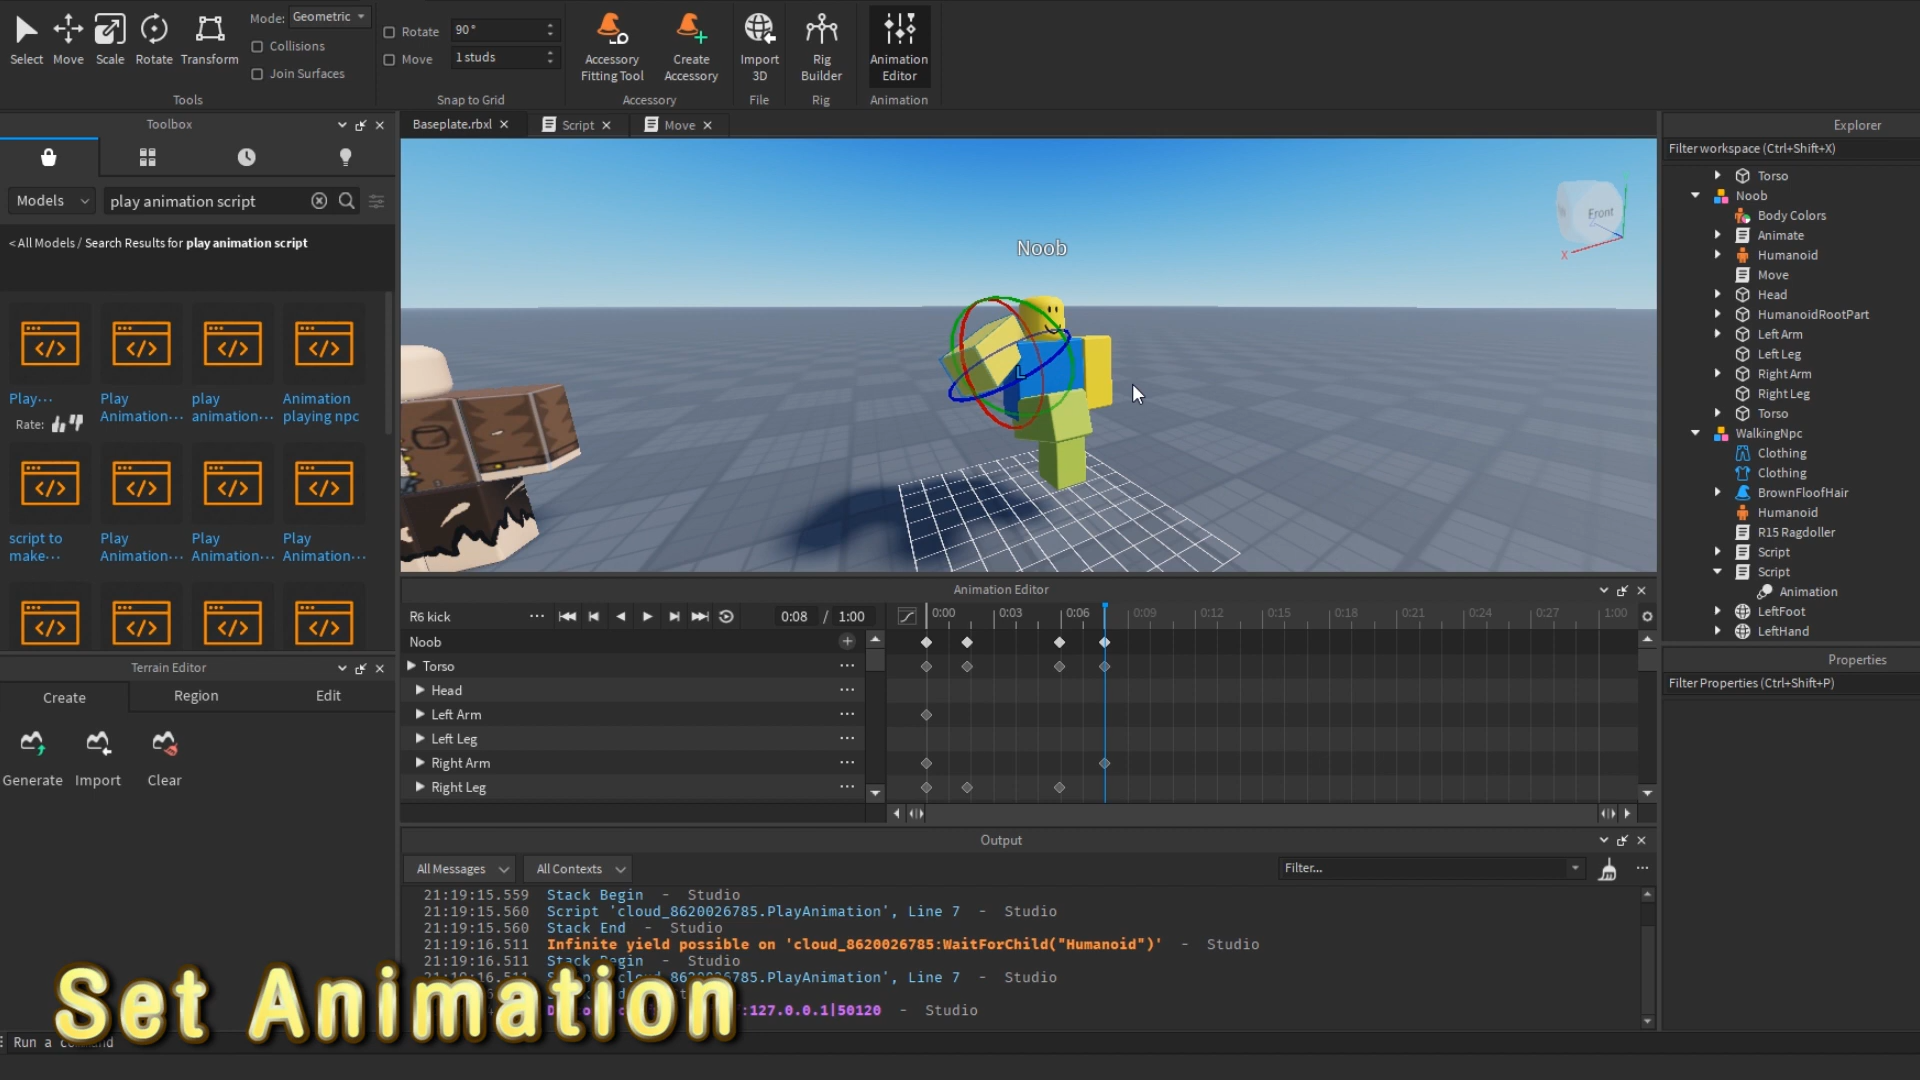 Mode: Geometric
Select Move Scale Rotate Transform
Collisions
Join Surfaces
Tools
Rotate 90°
Move 1 studs
Snap to Grid
Accessory Fitting Tool
Create Accessory
Accessory
Import 3D
File
Rig Builder
Rig
Animation Editor
Animation
Toolbox
Models play animation script
< All Models / Search Results for play animation script
Play···
Rate:
Play Animation···
play animation···
Animation playing npc
script to make···
Play Animation···
Play Animation···
Play Animation···
Terrain Editor
Create Region Edit
Generate Import Clear
Baseplate.rbxl Script Move
Noob
Front
X
Animation Editor
R6 kick 0:08 / 1:00
0:00 0:03 0:06 0:09 0:12 0:15 0:18 0:21 0:24 0:27 1:00
Noob
Torso
Head
Left Arm
Left Leg
Right Arm
Right Leg
Output
All Messages All Contexts Filter...
21:19:15.559 Stack Begin - Studio
21:19:15.560 Script 'cloud_8620026785.PlayAnimation', Line 7 - Studio
21:19:15.560 Stack End - Studio
21:19:16.511 Infinite yield possible on 'cloud_8620026785:WaitForChild("Humanoid")' - Studio
21:19:16.511 Stack Begin - Studio
21:19:16.511 'cloud_8620026785.PlayAnimation', Line 7 - Studio
:127.0.0.1|50120 - Studio
Set Animation
Run a command
Explorer
Filter workspace (Ctrl+Shift+X)
Torso
Noob
Body Colors
Animate
Humanoid
Move
Head
HumanoidRootPart
Left Arm
Left Leg
Right Arm
Right Leg
Torso
WalkingNpc
Clothing
Clothing
BrownFloofHair
Humanoid
R15 Ragdoller
Script
Script
Animation
LeftFoot
LeftHand
Properties
Filter Properties (Ctrl+Shift+P)